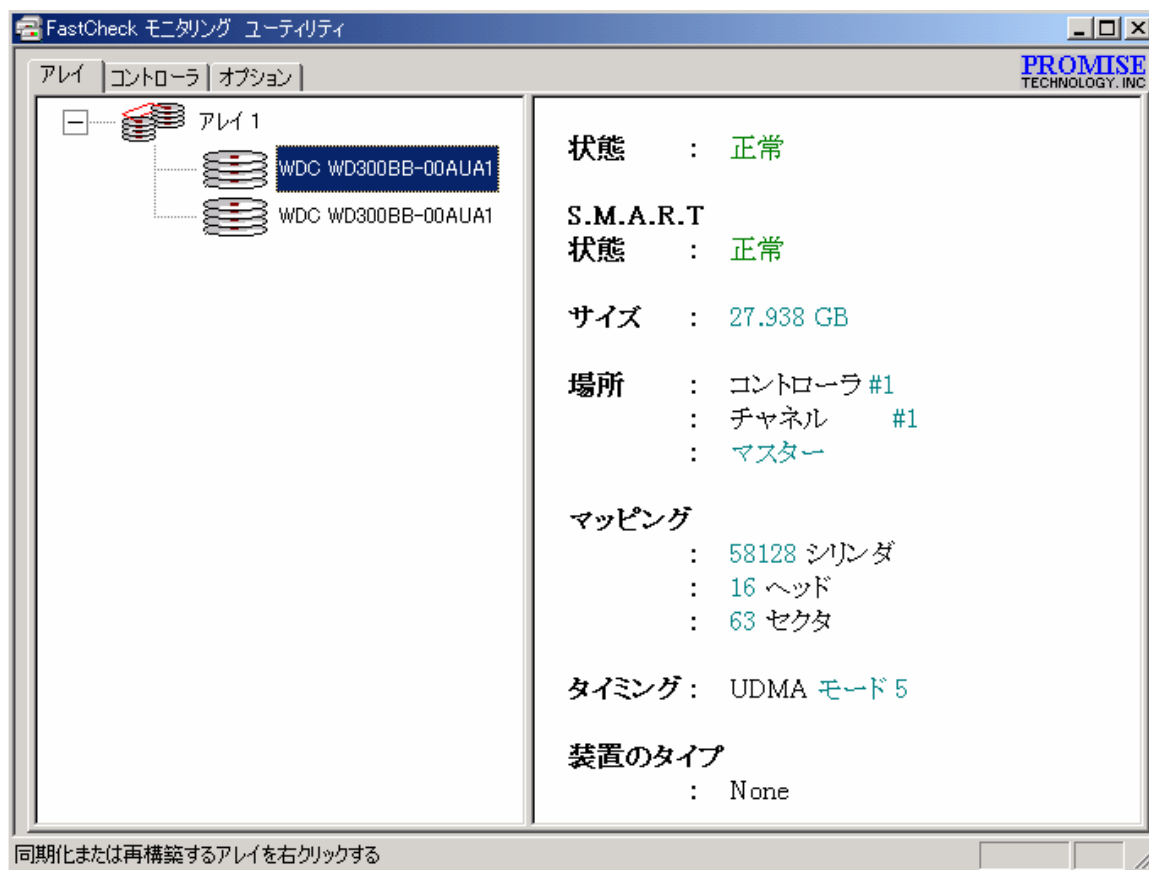 FastCheck モニタリング ユーティリティ
アレイ コントローラ オプション
PROMISE
TECHNOLOGY, INC
アレイ 1
WDC WD300BB-00AUA1
WDC WD300BB-00AUA1
状態 : 正常
S.M.A.R.T
状態 : 正常
サイズ : 27.938 GB
場所 : コントローラ #1
: チャネル #1
: マスター
マッピング
: 58128 シリンダ
: 16 ヘッド
: 63 セクタ
タイミング : UDMA モード 5
装置のタイプ
: None
同期化または再構築するアレイを右クリックする